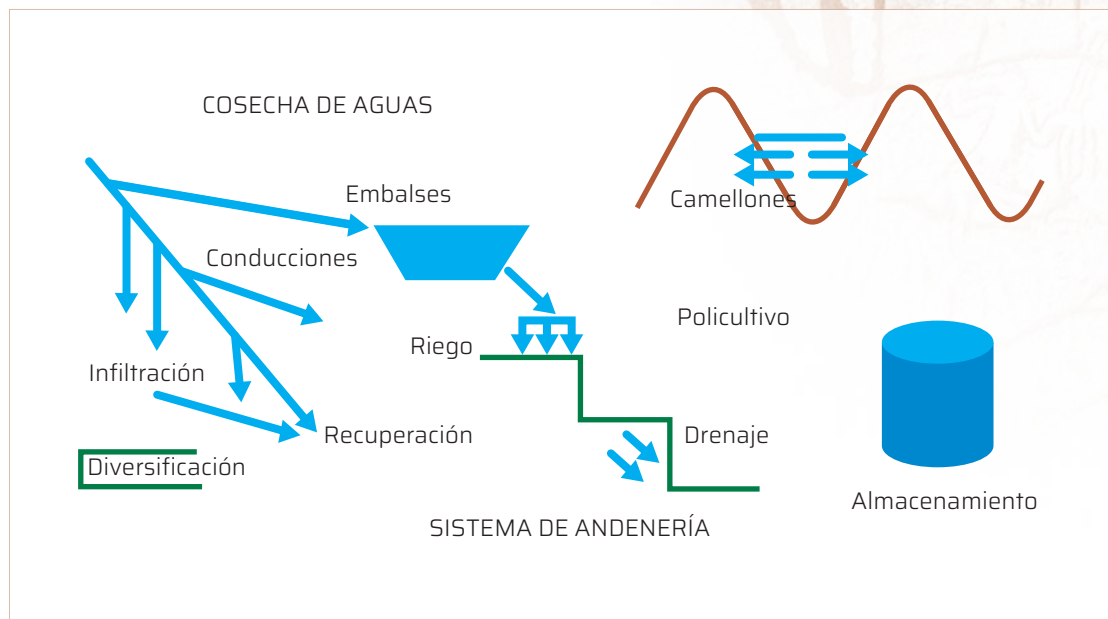 COSECHA DE AGUAS
Embalses
Camellones
Conducciones
Policultivo
Riego
Infiltración
Recuperación
Drenaje
Diversificación
Almacenamiento
SISTEMA DE ANDENERÍA